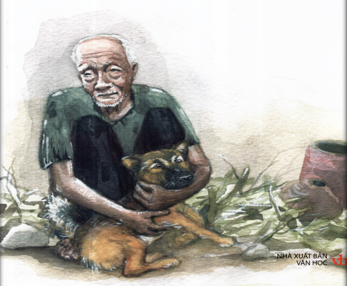 NHÀ XUẤT BẢN
VĂN HỌC